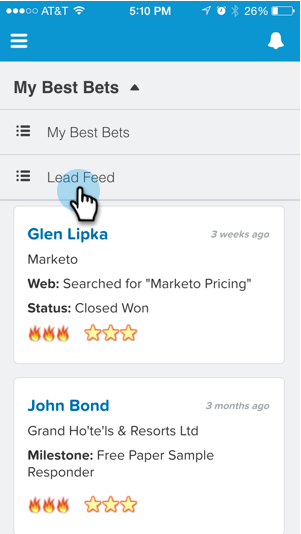 AT&T 5:10 PM 26%
My Best Bets
My Best Bets
Lead Feed
Glen Lipka 3 weeks ago
Marketo
Web: Searched for "Marketo Pricing"
Status: Closed Won
John Bond 3 months ago
Grand Ho'te'ls & Resorts Ltd
Milestone: Free Paper Sample
Responder